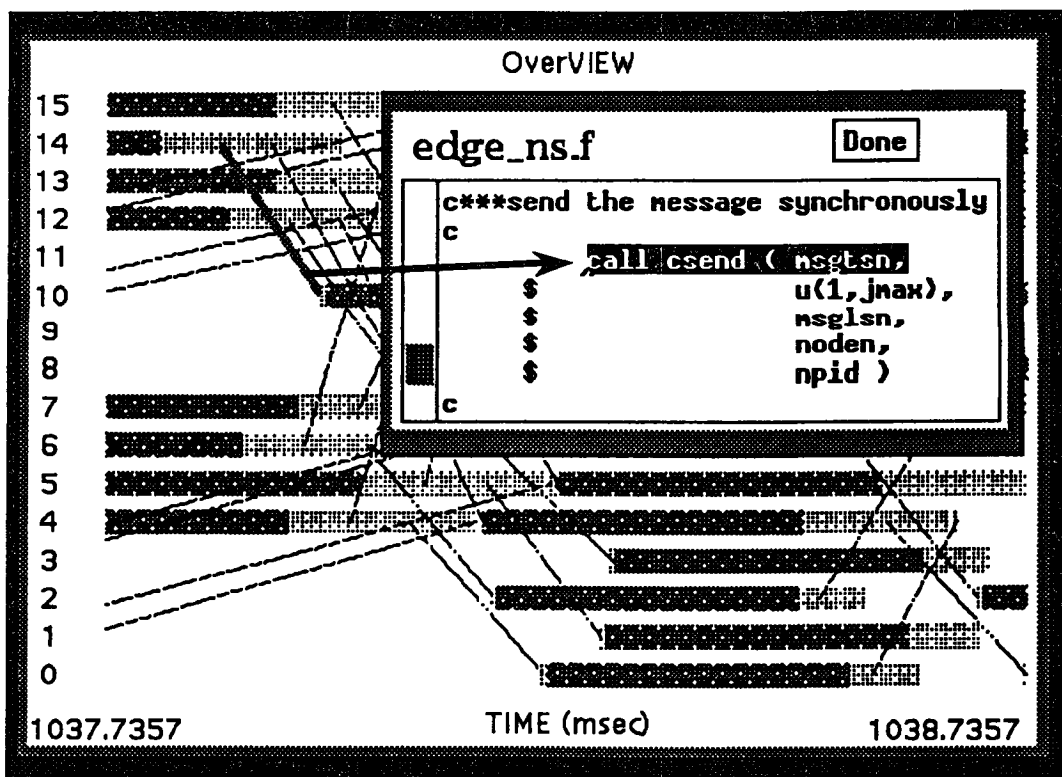 OverVIEW
15
14
13
12
11
10
9
8
7
6
5
4
3
2
1
0
edge_ns.f
Done
c***send the message synchronously
c
call csend ( msgtsn,
$ u(1,jmax),
$ msglsn,
$ noden,
$ npid )
c
1037.7357 TIME (msec) 1038.7357